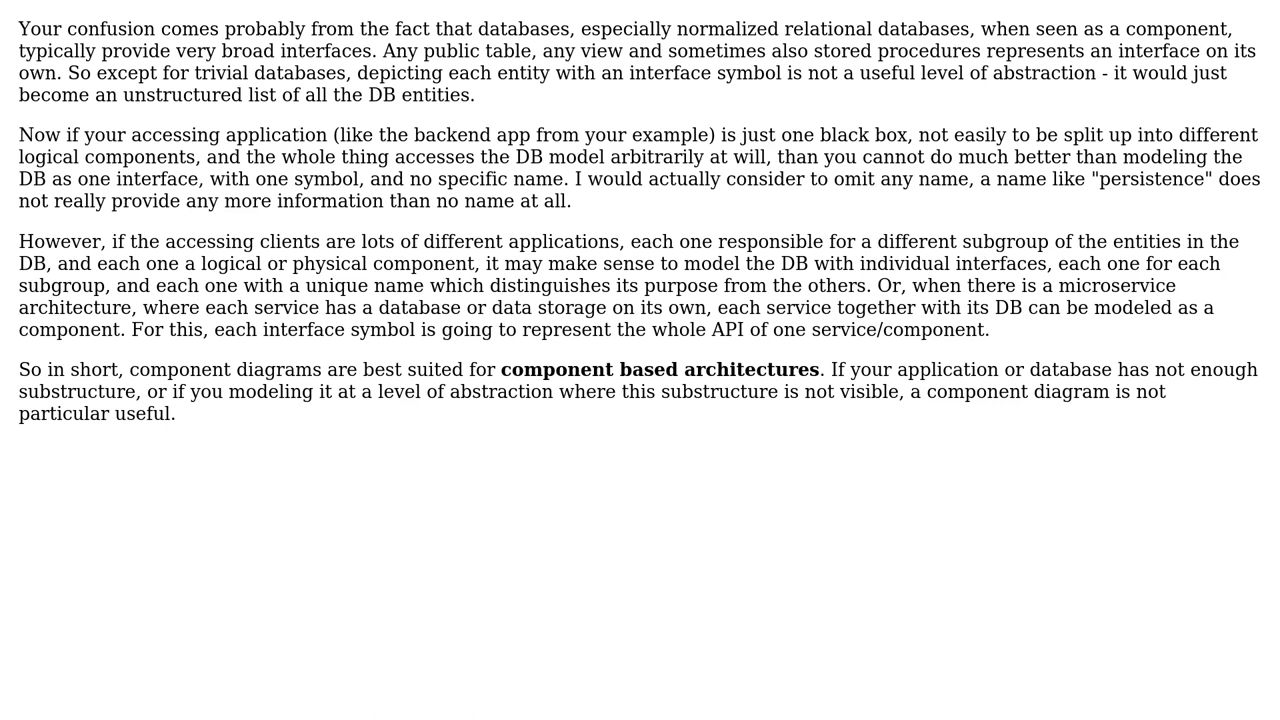 Your confusion comes probably from the fact that databases, especially normalized relational databases, when seen as a component,
typically provide very broad interfaces. Any public table, any view and sometimes also stored procedures represents an interface on its
own. So except for trivial databases, depicting each entity with an interface symbol is not a useful level of abstraction - it would just
become an unstructured list of all the DB entities.
Now if your accessing application (like the backend app from your example) is just one black box, not easily to be split up into different
logical components, and the whole thing accesses the DB model arbitrarily at will, than you cannot do much better than modeling the
DB as one interface, with one symbol, and no specific name. I would actually consider to omit any name, a name like "persistence" does
not really provide any more information than no name at all.
However, if the accessing clients are lots of different applications, each one responsible for a different subgroup of the entities in the
DB, and each one a logical or physical component, it may make sense to model the DB with individual interfaces, each one for each
subgroup, and each one with a unique name which distinguishes its purpose from the others. Or, when there is a microservice
architecture, where each service has a database or data storage on its own, each service together with its DB can be modeled as a
component. For this, each interface symbol is going to represent the whole API of one service/component.
So in short, component diagrams are best suited for component based architectures. If your application or database has not enough
substructure, or if you modeling it at a level of abstraction where this substructure is not visible, a component diagram is not
particular useful.